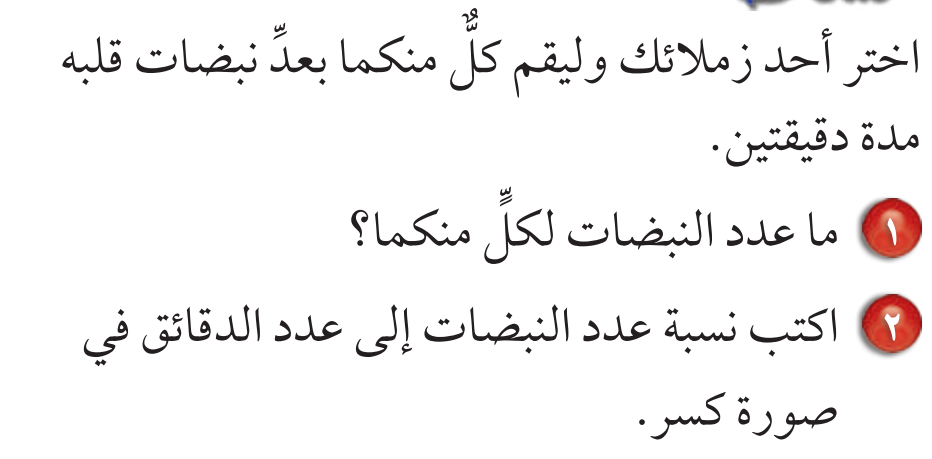 اختر أحد زملائك وليقم كلٌّ منكما بعدِّ نبضات قلبه
مدة دقيقتين.
١ ما عدد النبضات لكلٍّ منكما؟
٢ اكتب نسبة عدد النبضات إلى عدد الدقائق في
صورة كسر.